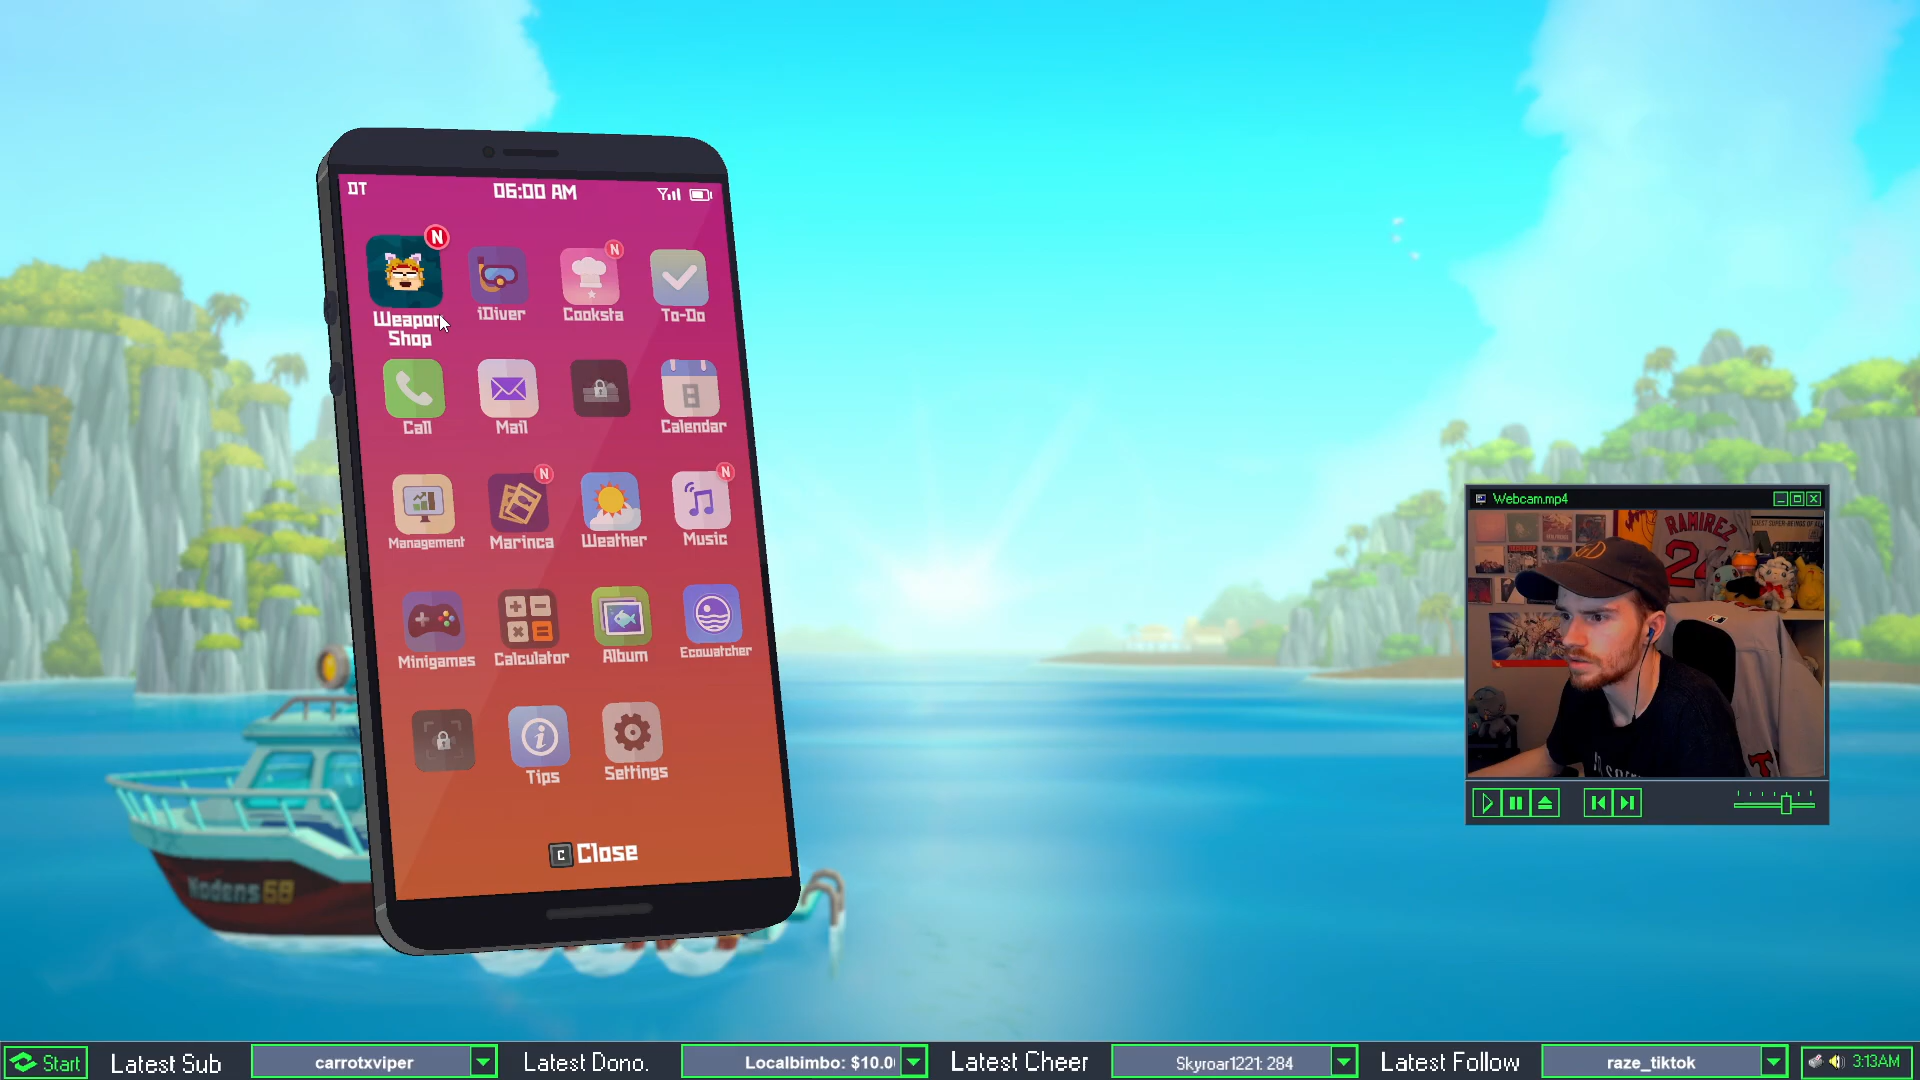 DT
06:00 AM
N
N
Weapon
Shop
iDiver
Cooksta
To-Do
Call
Mail
8
Calendar
N
N
Management
Marinca
Weather
Music
Minigames
Calculator
Album
Ecowatcher
Tips
Settings
C Close
Nodens68
Webcam.mp4
RAMIREZ
Start
Latest Sub
carrotxviper
Latest Dono.
Localbimbo: $10.0
Latest Cheer
Skyroar1221: 284
Latest Follow
raze_tiktok
3:13AM